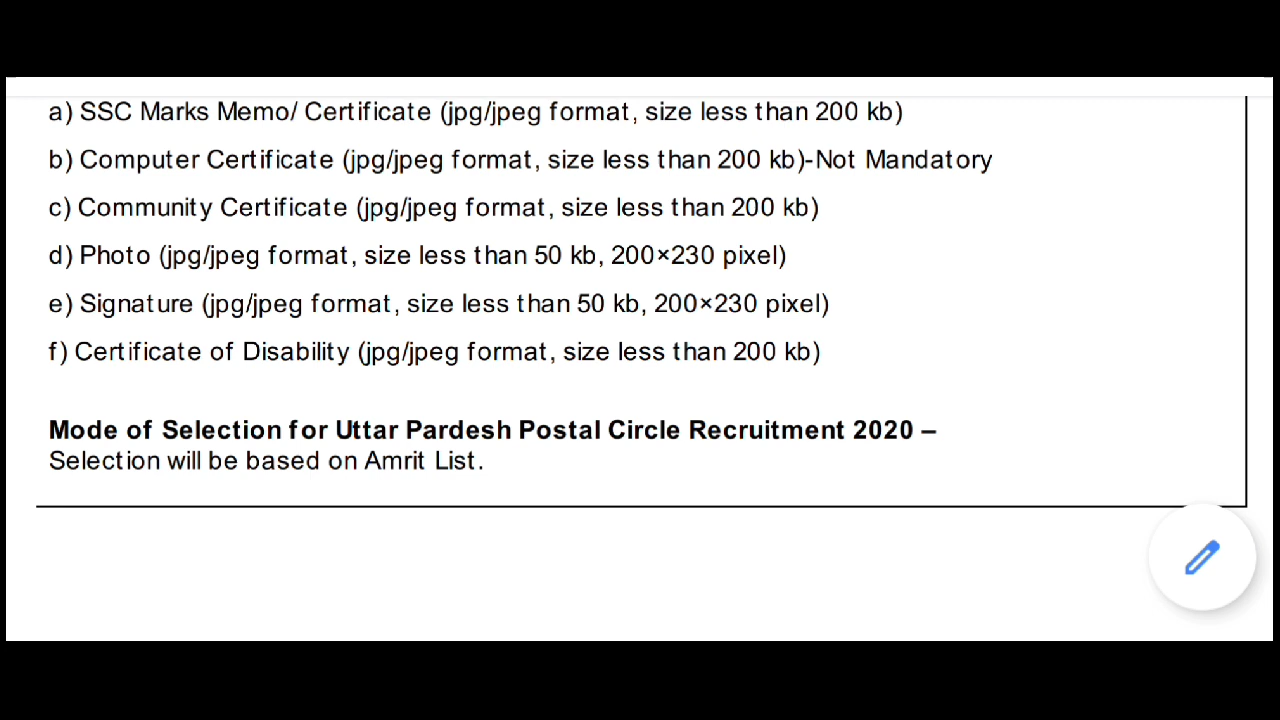 a) SSC Marks Memo/ Certificate (jpg/jpeg format, size less than 200 kb)
b) Computer Certificate (jpg/jpeg format, size less than 200 kb)-Not Mandatory
c) Community Certificate (jpg/jpeg format, size less than 200 kb)
d) Photo (jpg/jpeg format, size less than 50 kb, 200×230 pixel)
e) Signature (jpg/jpeg format, size less than 50 kb, 200×230 pixel)
f) Certificate of Disability (jpg/jpeg format, size less than 200 kb)
Mode of Selection for Uttar Pardesh Postal Circle Recruitment 2020 –
Selection will be based on Amrit List.